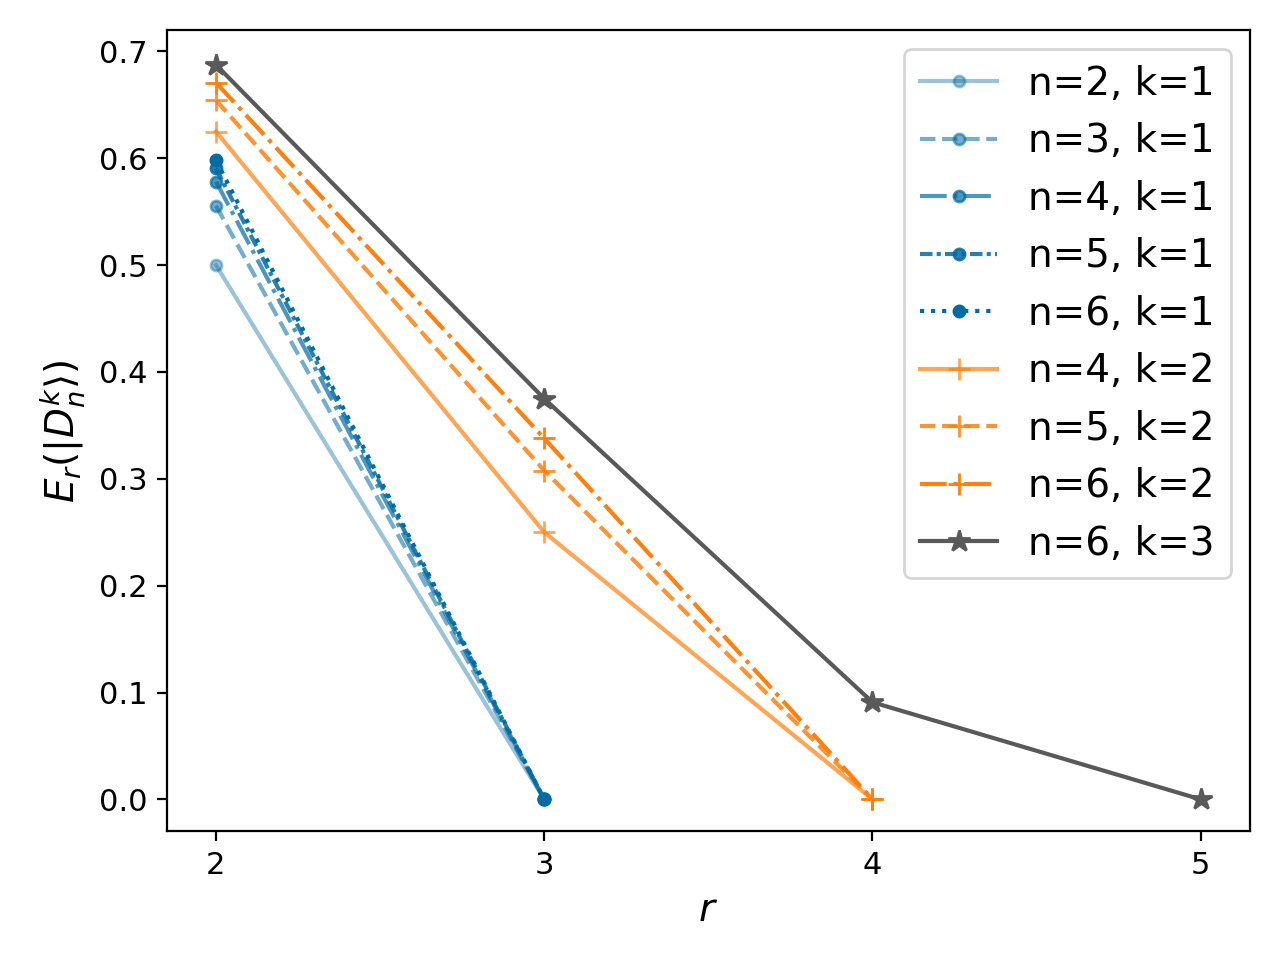 0.7
0.6
0.5
0.4
0.3
0.2
0.1
0.0
2 3 4 5
r
E_r(|D_n^k⟩)
n=2, k=1
n=3, k=1
n=4, k=1
n=5, k=1
n=6, k=1
n=4, k=2
n=5, k=2
n=6, k=2
n=6, k=3